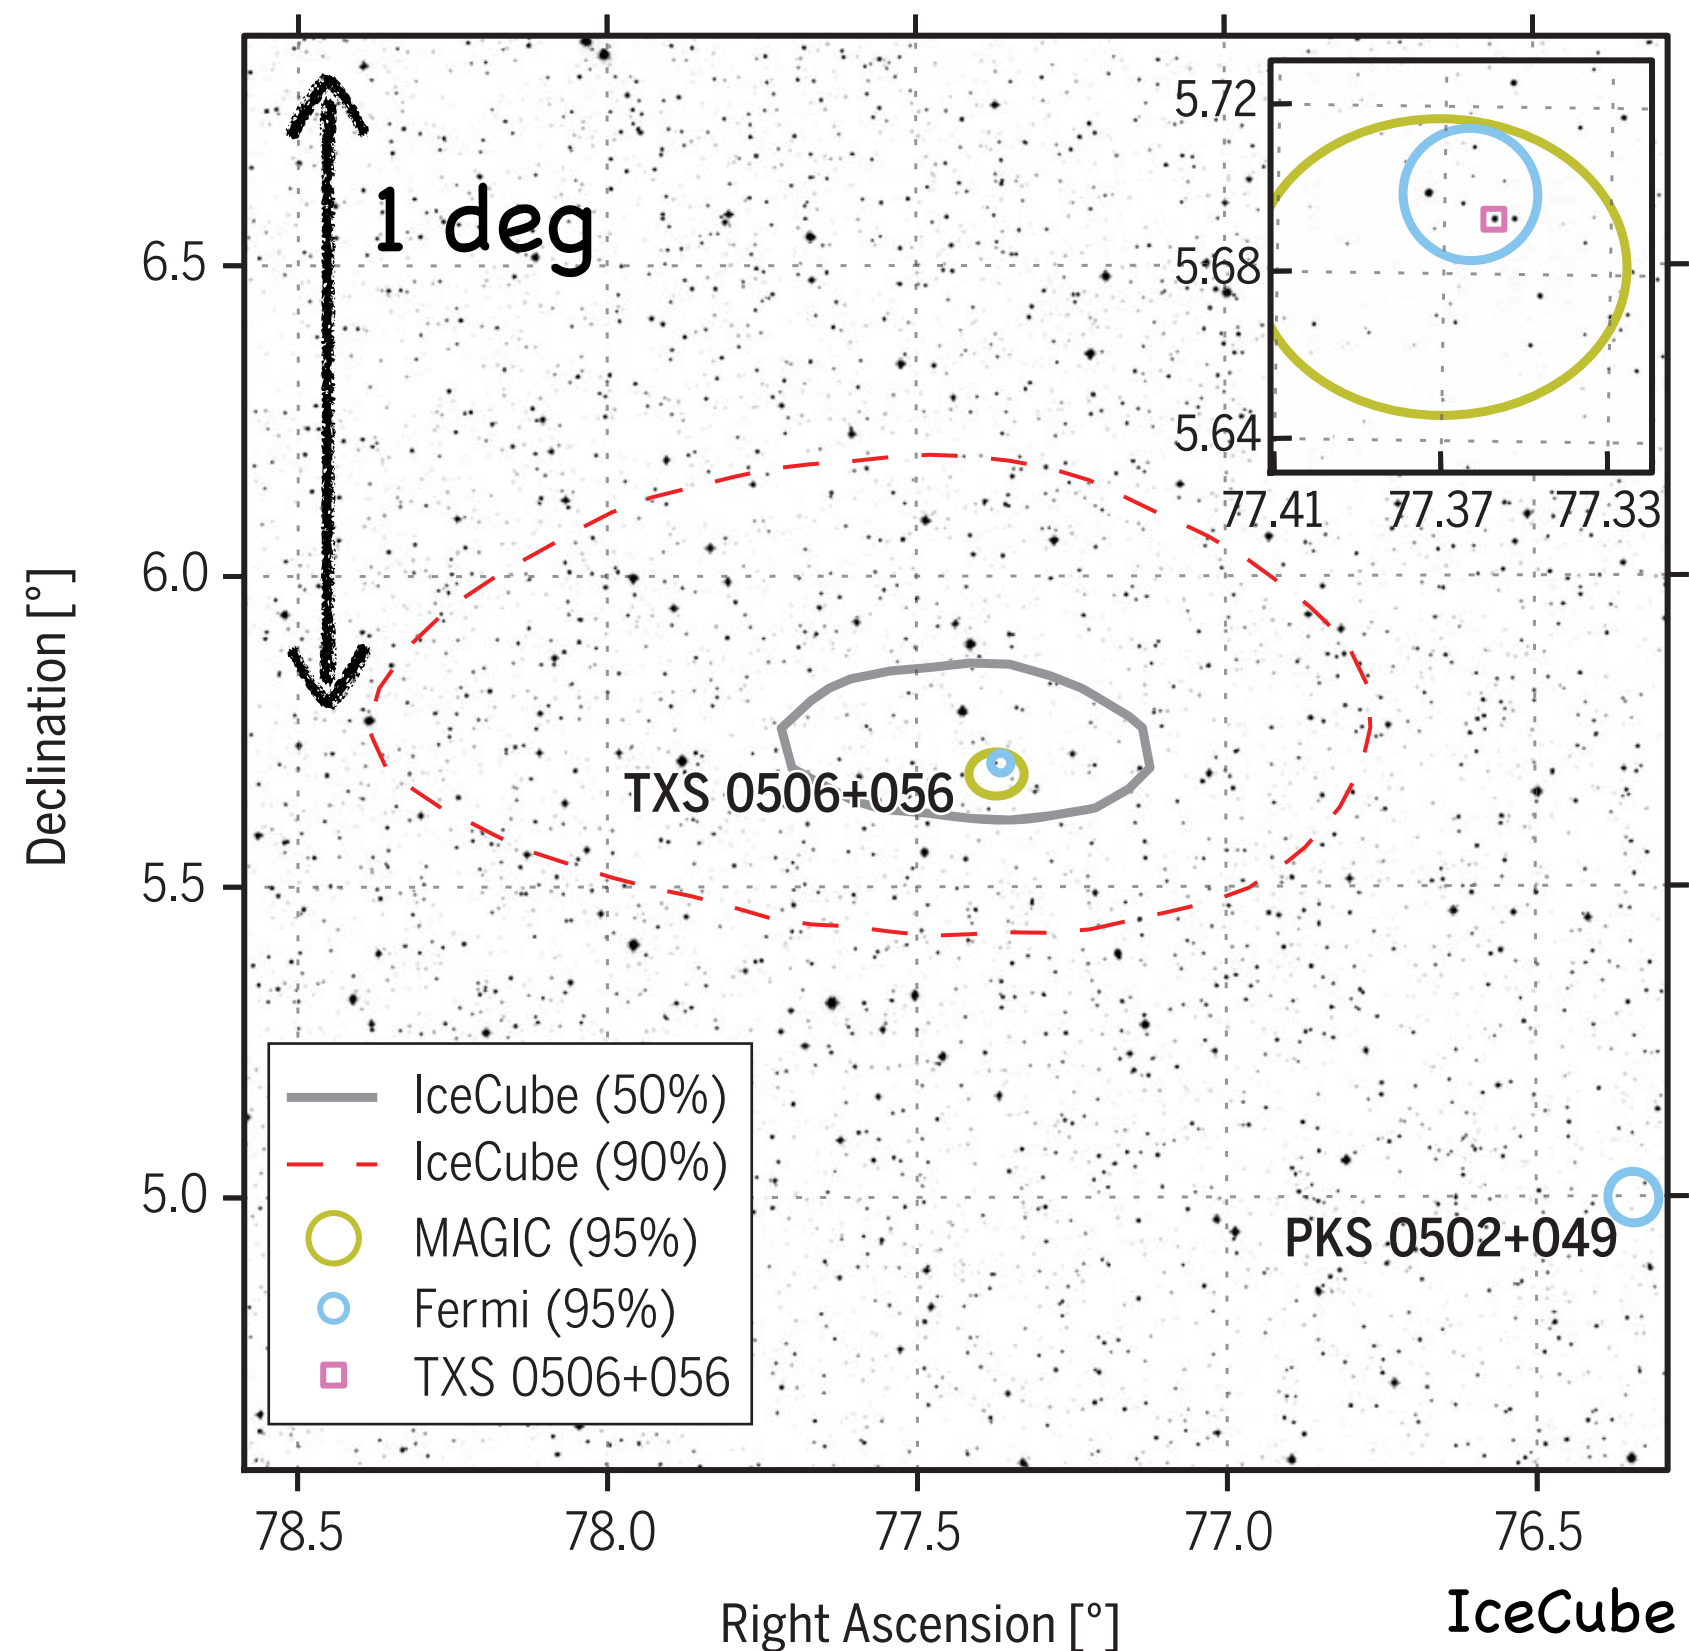 5.72
5.68
5.64
77.41 77.37 77.33
1 deg
6.5
6.0
5.5
5.0
Declination [°]
TXS 0506+056
PKS 0502+049
IceCube (50%)
IceCube (90%)
MAGIC (95%)
Fermi (95%)
TXS 0506+056
78.5 78.0 77.5 77.0 76.5
Right Ascension [°]
IceCube